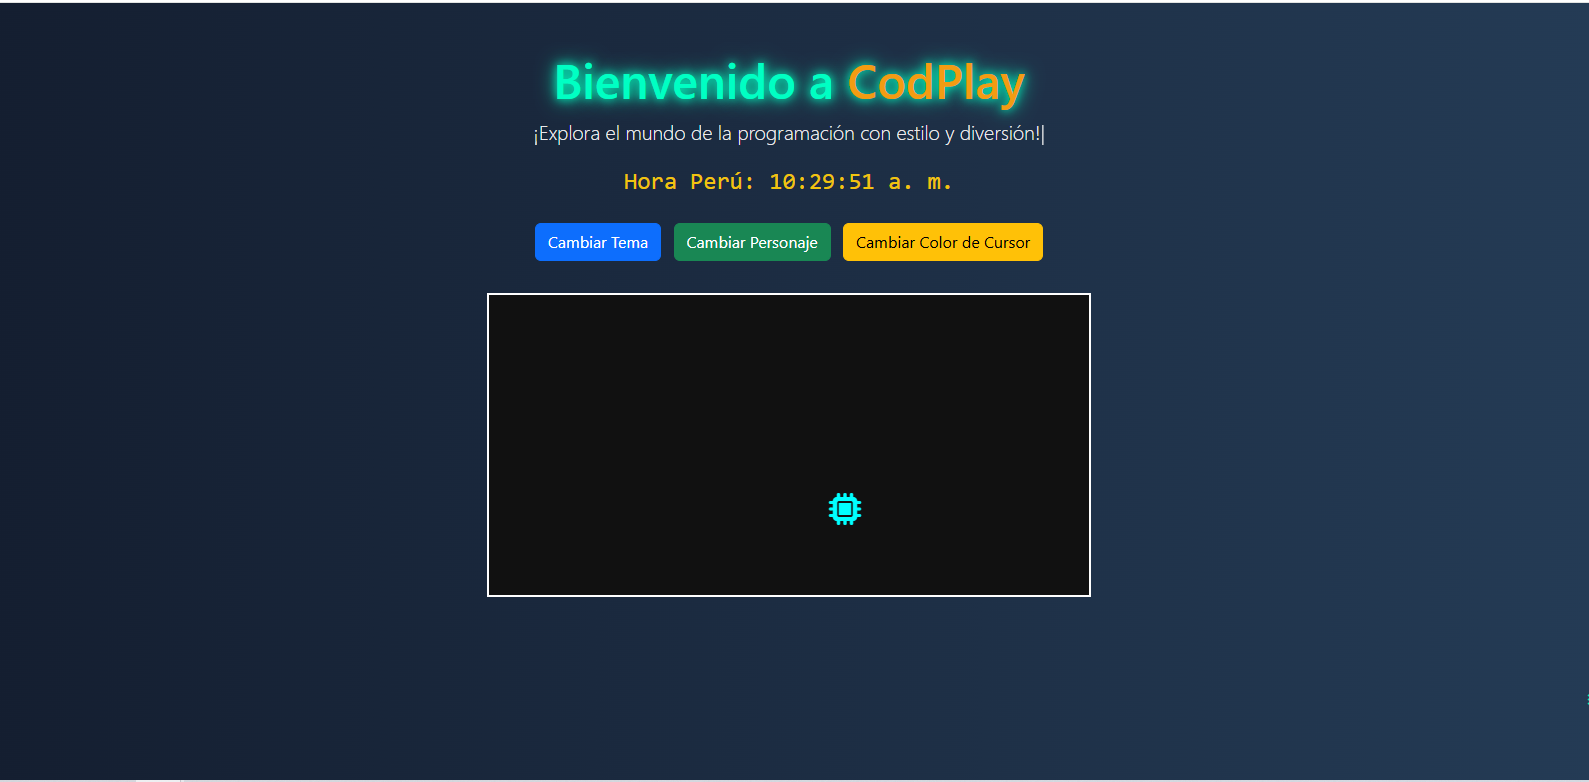 Bienvenido a CodPlay
¡Explora el mundo de la programación con estilo y diversión!|
Hora Perú: 10:29:51 a. m.
Cambiar Tema Cambiar Personaje Cambiar Color de Cursor